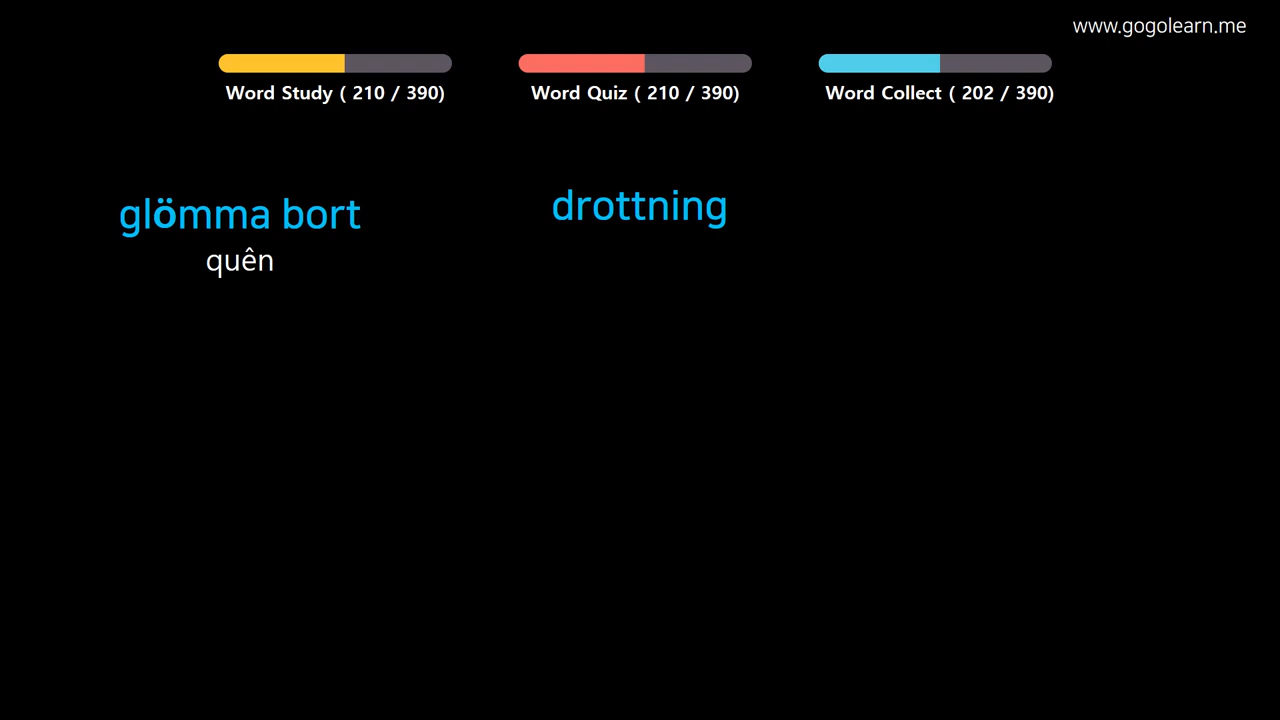 www.gogolearn.me
Word Study ( 210 / 390)
Word Quiz ( 210 / 390)
Word Collect ( 202 / 390)
glömma bort
quên
drottning